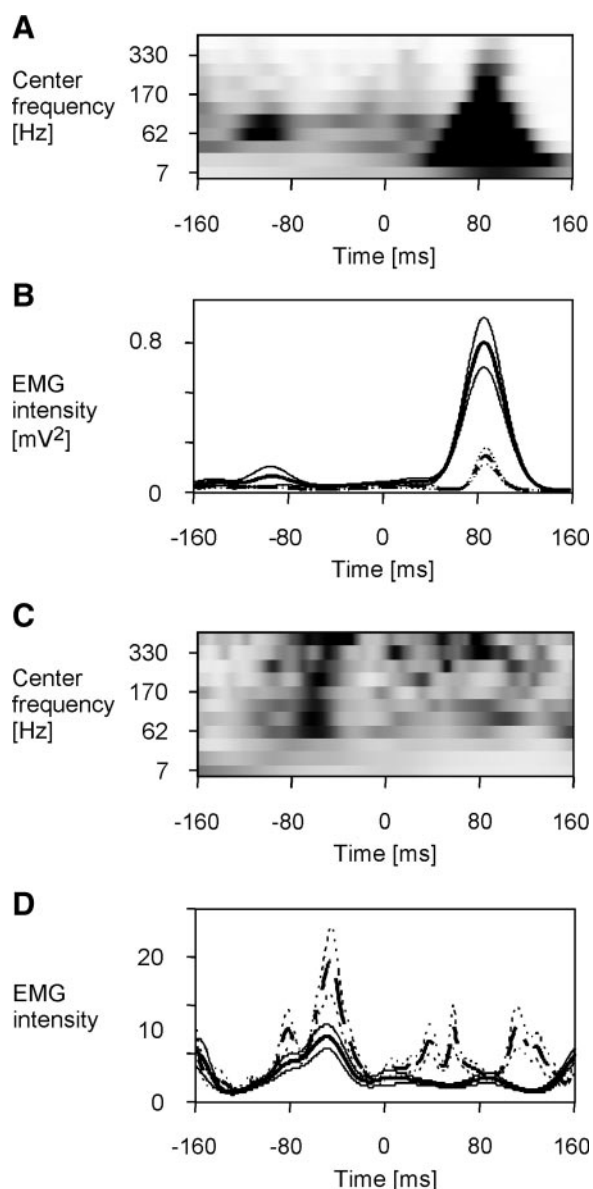 A
Center
frequency
[Hz]
330
170
62
7
-160 -80 0 80 160
Time [ms]
B
EMG
intensity
[mV2]
0.8
0
-160 -80 0 80 160
Time [ms]
C
Center
frequency
[Hz]
330
170
62
7
-160 -80 0 80 160
Time [ms]
D
EMG
intensity
20
10
0
-160 -80 0 80 160
Time [ms]